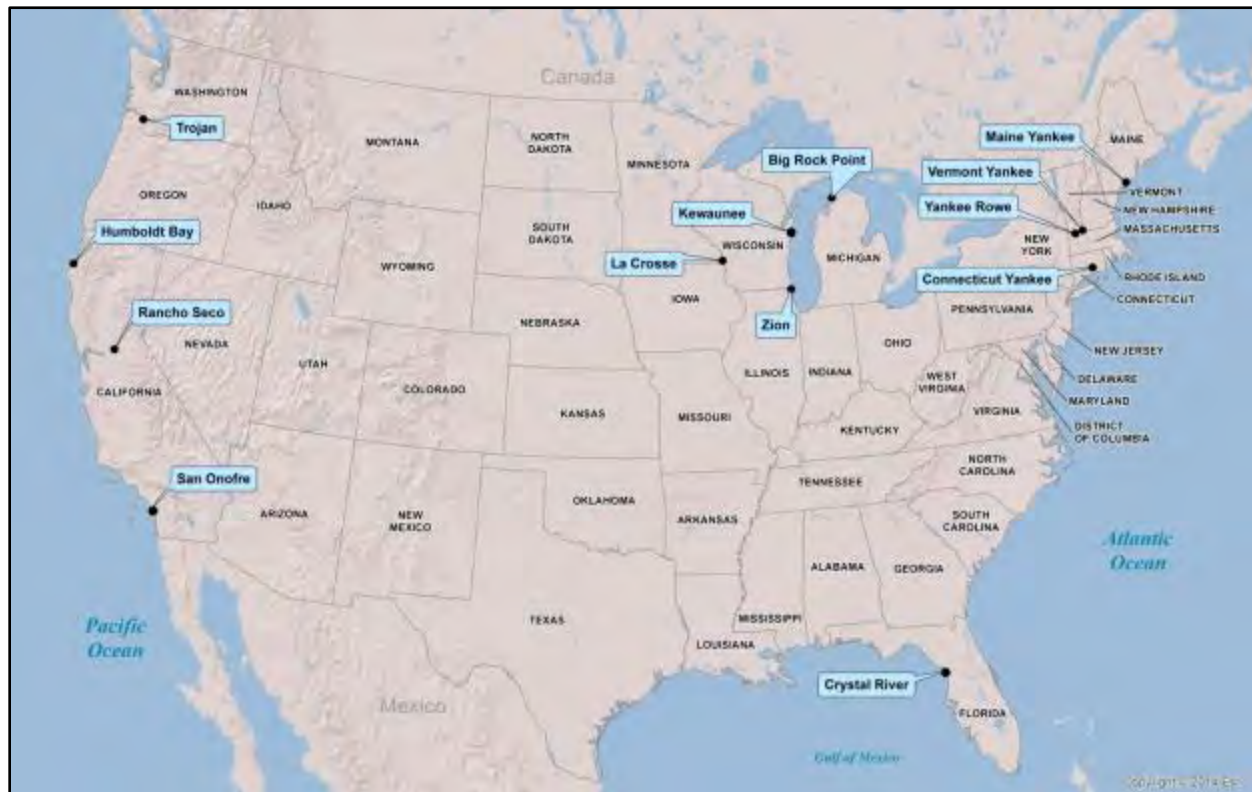 Canada
WASHINGTON
Trojan
MONTANA
NORTH
DAKOTA
MINNESOTA
Big Rock Point
Maine Yankee
MAINE
Vermont Yankee
VERMONT
OREGON
IDAHO
Yankee Rowe
NEW HAMPSHIRE
Humboldt Bay
SOUTH
DAKOTA
Kewaunee
WISCONSIN
MICHIGAN
NEW
YORK
MASSACHUSETTS
WYOMING
La Crosse
Connecticut Yankee
RHODE ISLAND
CONNECTICUT
IOWA
Rancho Seco
NEBRASKA
Zion
PENNSYLVANIA
NEVADA
UTAH
OHIO
NEW JERSEY
CALIFORNIA
COLORADO
ILLINOIS
INDIANA
WEST
VIRGINIA
DELAWARE
MARYLAND
KANSAS
MISSOURI
VIRGINIA
KENTUCKY
DISTRICT
OF COLUMBIA
San Onofre
NORTH
CAROLINA
TENNESSEE
ARIZONA
NEW
MEXICO
OKLAHOMA
ARKANSAS
SOUTH
CAROLINA
Atlantic
Ocean
ALABAMA
GEORGIA
Pacific
Ocean
TEXAS
MISSISSIPPI
LOUISIANA
Crystal River
Mexico
FLORIDA
Gulf of Mexico
Copyright © 2014 Esri